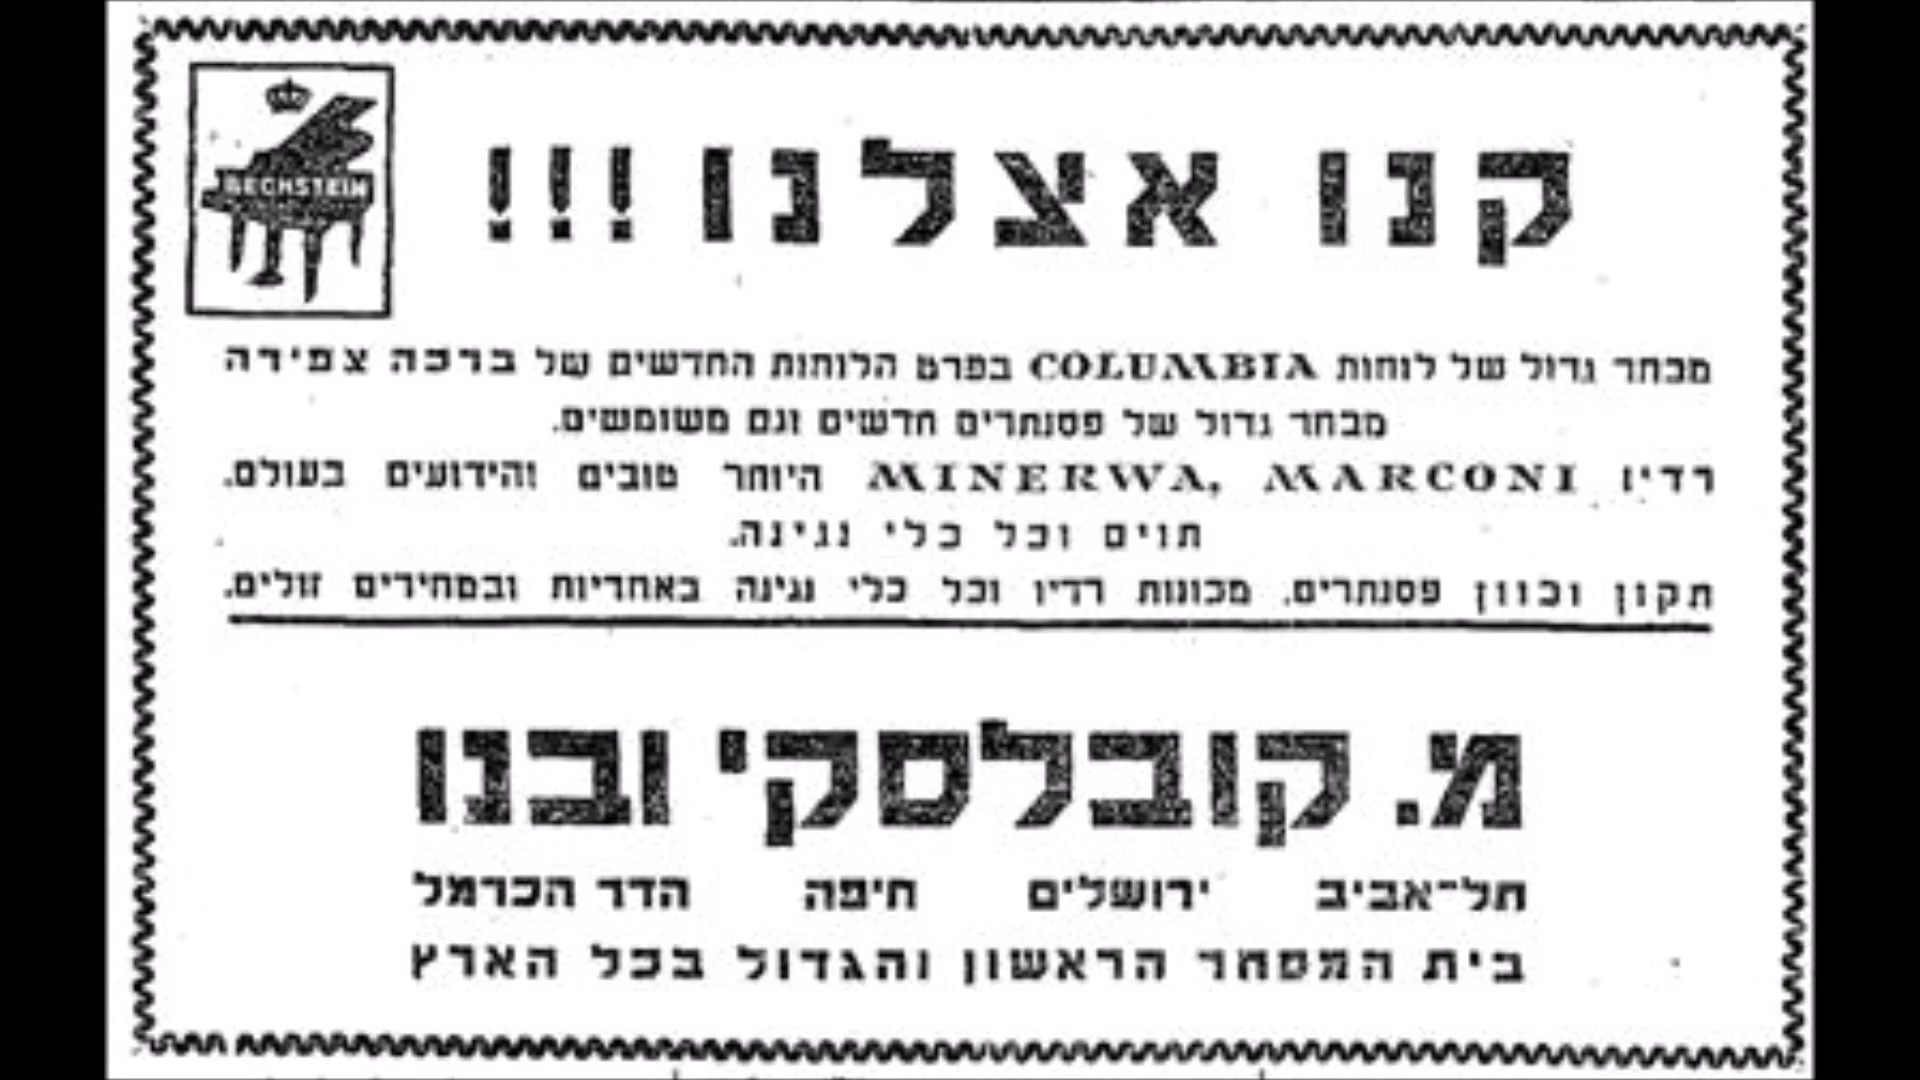 BECHSTEIN
קנו אצלנו !!!
מבחר גדול של לוחות COLUMBIA בפרט הלוחות החדשים של ברכה צפירה
מבחר גדול של פסנתרים חדשים וגם משומשים.
רדיו MINERWA, MARCONI היותר טובים והידועים בעולם.
תוים וכל כלי נגינה.
תקון וכוון פסנתרים, מכונות רדיו וכל כלי נגינה באחריות ובמחירים זולים.
מ. קובלסקי ובנו
תל־אביב ירושלים חיפה הדר הכרמל
בית המסחר הראשון והגדול בכל הארץ